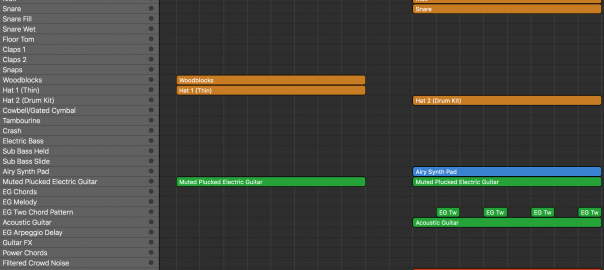 Snare Snare
Snare Fill
Snare Wet
Floor Tom
Claps 1
Claps 2
Snaps
Woodblocks Woodblocks
Hat 1 (Thin) Hat 1 (Thin)
Hat 2 (Drum Kit) Hat 2 (Drum Kit)
Cowbell/Gated Cymbal
Tambourine
Crash
Electric Bass
Sub Bass Held
Sub Bass Slide
Airy Synth Pad Airy Synth Pad
Muted Plucked Electric Guitar Muted Plucked Electric Guitar Muted Plucked Electric Guitar
EG Chords
EG Melody
EG Two Chord Pattern EG Tw EG Tw EG Tw EG Tw
Acoustic Guitar Acoustic Guitar
EG Arpeggio Delay
Guitar FX
Power Chords
Filtered Crowd Noise